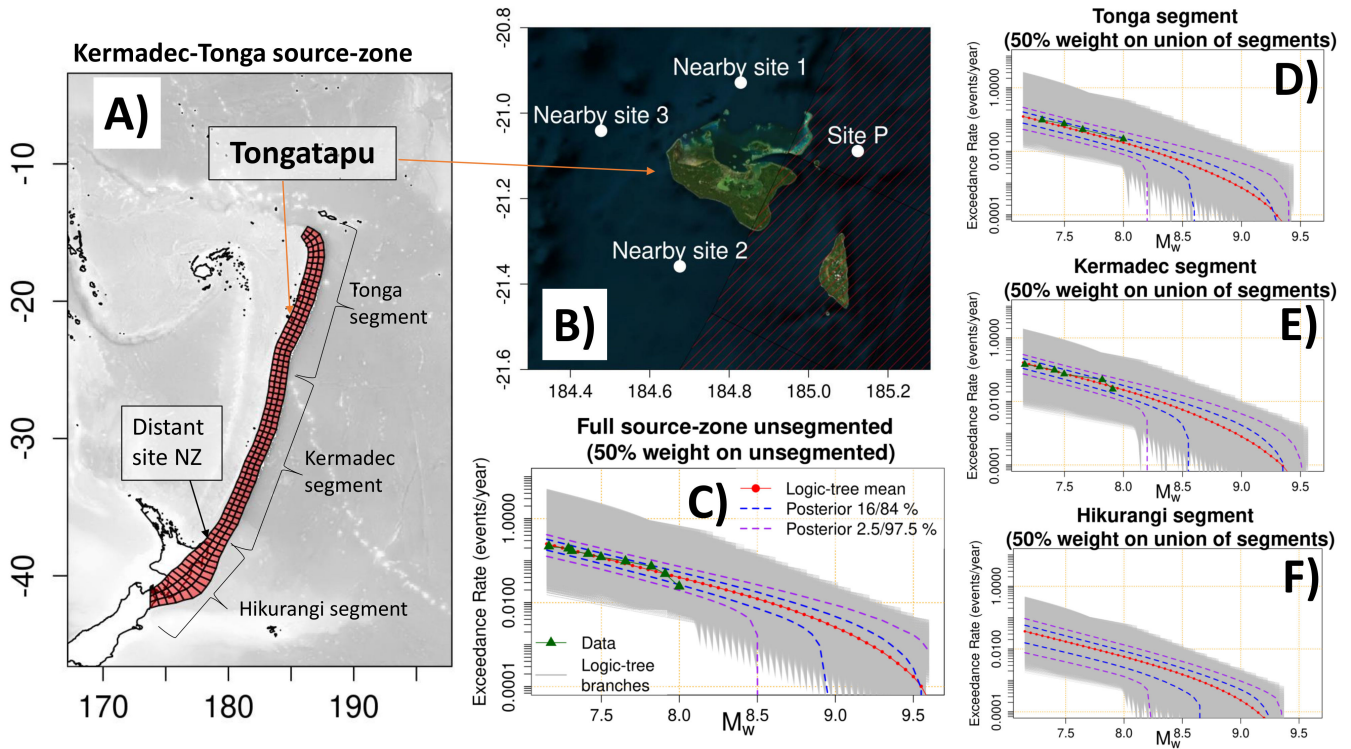 Kermadec-Tonga source-zone
A)
Tongatapu
-10
-20
-30
-40
Tonga
segment
Distant
site NZ
Kermadec
segment
Hikurangi segment
170
180
190
-20.8
-21.0
-21.2
-21.4
-21.6
Nearby site 1
Nearby site 3
Site P
Nearby site 2
B)
184.4
184.6
184.8
185.0
185.2
Full source-zone unsegmented
(50% weight on unsegmented)
C)
Exceedance Rate (events/year)
1.0000
0.0100
0.0001
Logic-tree mean
Posterior 16/84 %
Posterior 2.5/97.5 %
Data
Logic-tree
branches
7.5
8.0
8.5
9.0
9.5
Mw
Tonga segment
(50% weight on union of segments)
D)
Exceedance Rate (events/year)
1.0000
0.0100
0.0001
7.5
8.0
8.5
9.0
9.5
Mw
Kermadec segment
(50% weight on union of segments)
E)
Exceedance Rate (events/year)
1.0000
0.0100
0.0001
7.5
8.0
8.5
9.0
9.5
Mw
Hikurangi segment
(50% weight on union of segments)
F)
Exceedance Rate (events/year)
1.0000
0.0100
0.0001
7.5
8.0
8.5
9.0
9.5
Mw